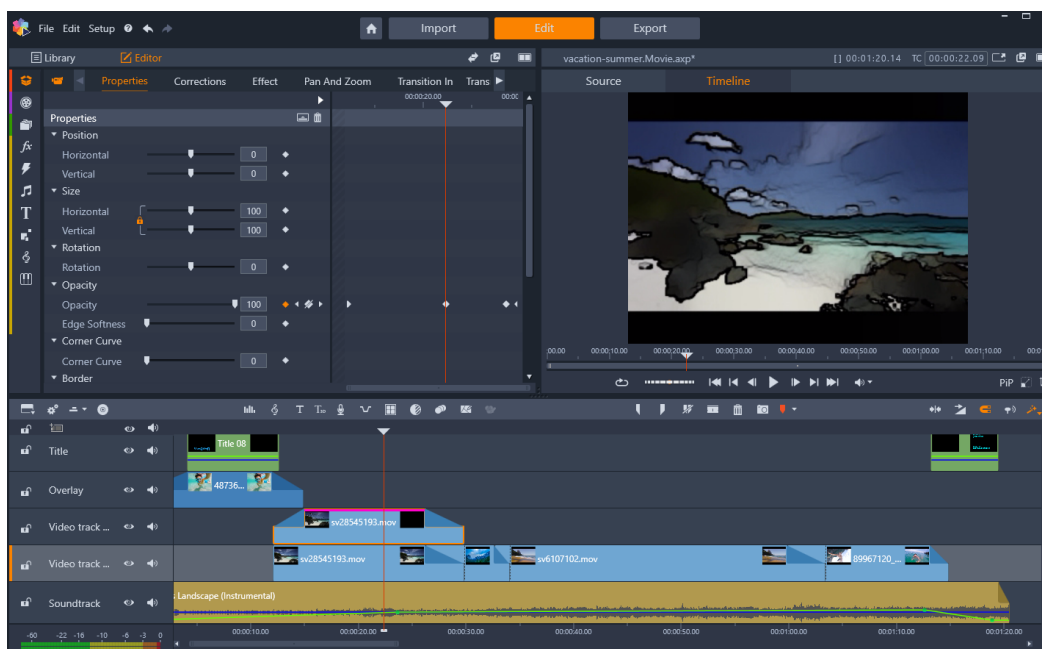 File Edit Setup Import Edit Export
Library Editor vacation-summer.Movie.axp* [] 00:01:20.14 TC 00:00:22.09
Properties Corrections Effect Pan And Zoom Transition In Trans Source Timeline
00:00:20.00 00:0
Properties
Position
Horizontal 0
Vertical 0
Size
Horizontal 100
Vertical 100
Rotation
Rotation 0
Opacity
Opacity 100
Edge Softness 0
Corner Curve
Corner Curve 0
Border
00.00 00:00:10.00 00:00:20.00 00:00:30.00 00:00:40.00 00:00:50.00 00:01:00.00 00:01:10.00 00:0
PiP
Title Title 08
Overlay 48736...
Video track ... sv28545193.mov
Video track ... sv28545193.mov sv6107102.mov 89967120_...
Soundtrack Landscape (Instrumental)
-60 -22 -16 -10 -6 -3 0 00:00:10.00 00:00:20.00 00:00:30.00 00:00:40.00 00:00:50.00 00:01:00.00 00:01:10.00 00:01:20.00